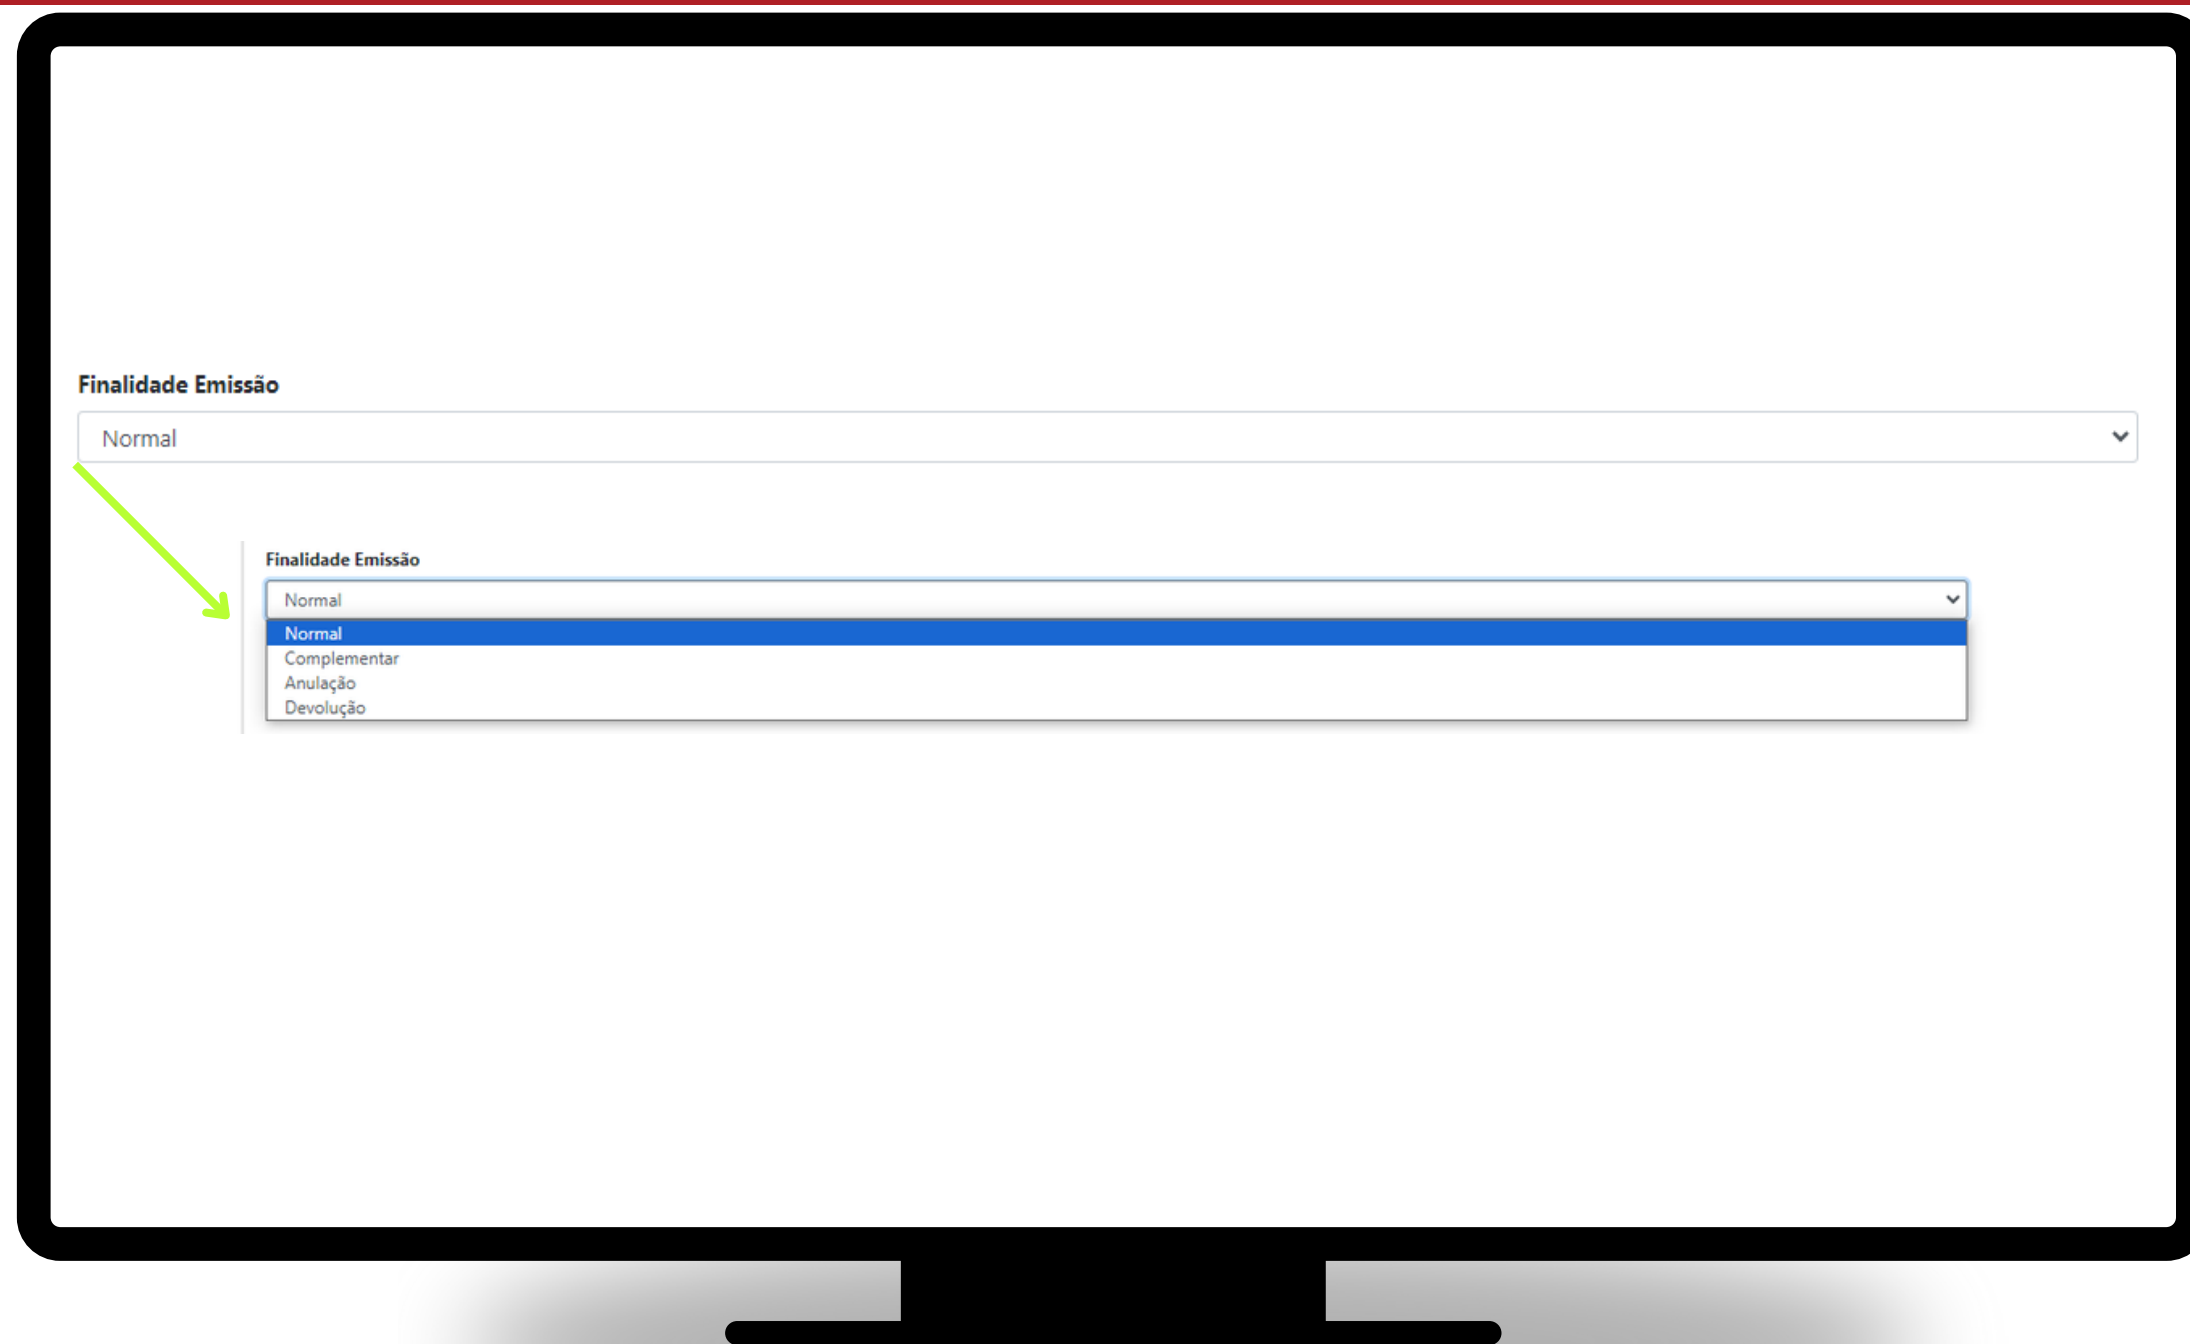 Finalidade Emissão
Normal
Finalidade Emissão
Normal
Normal
Complementar
Anulação
Devolução